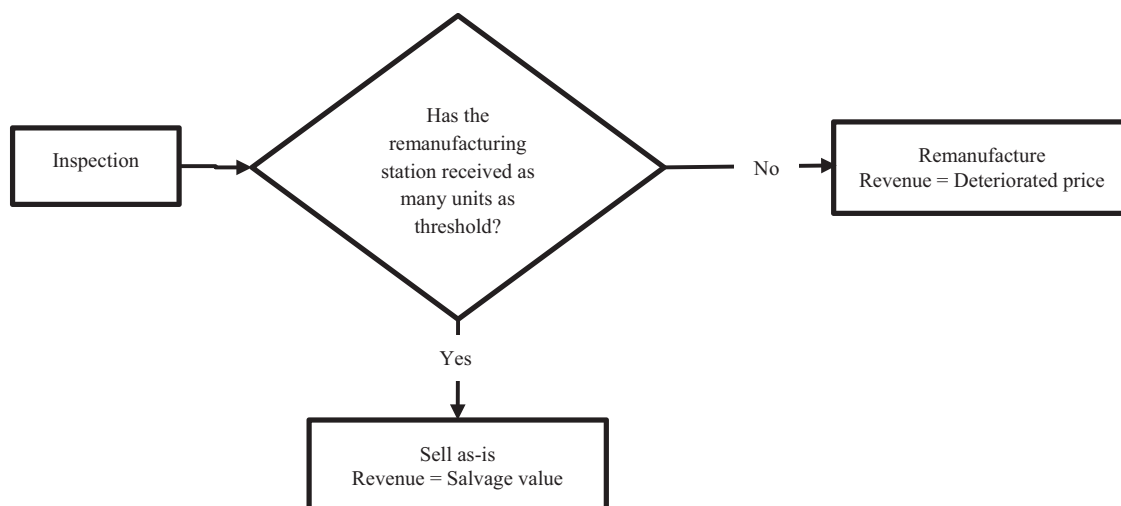 Inspection
Has the
remanufacturing
station received as
many units as
threshold?
No
Remanufacture
Revenue = Deteriorated price
Yes
Sell as-is
Revenue = Salvage value